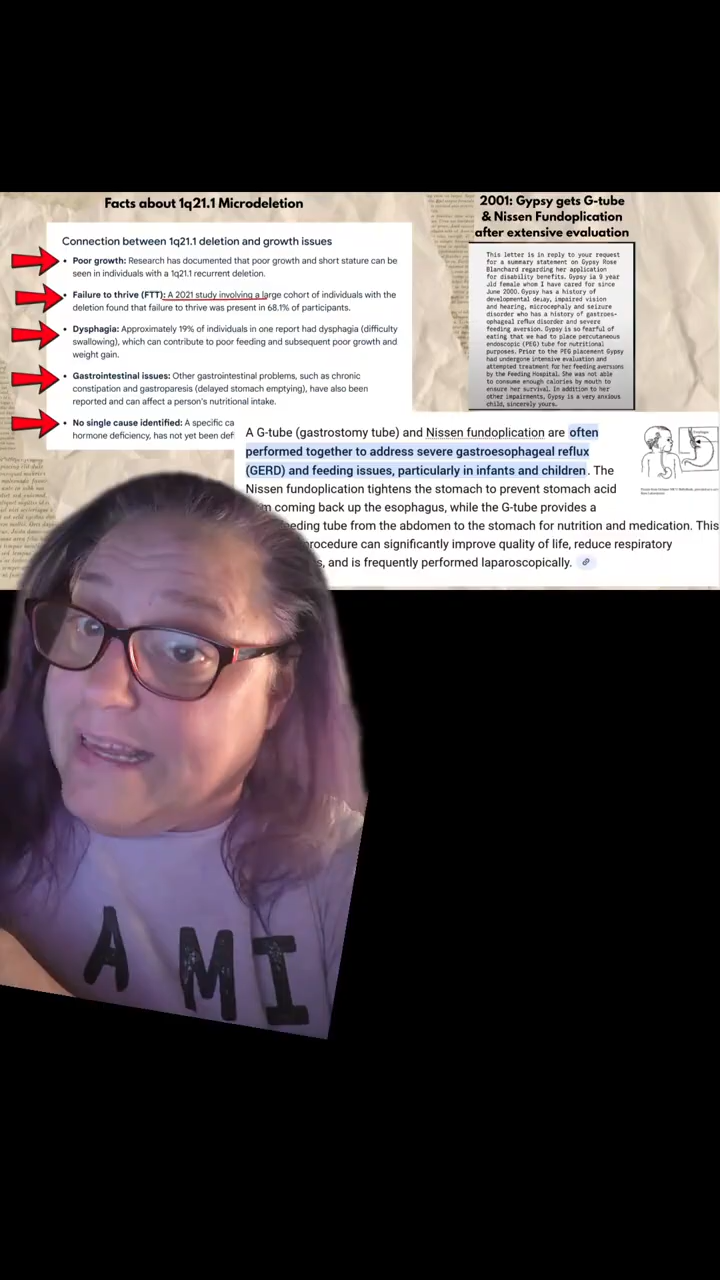 Facts about 1q21.1 Microdeletion
Connection between 1q21.1 deletion and growth issues
• Poor growth: Research has documented that poor growth and short stature can be
seen in individuals with a 1q21.1 recurrent deletion.
• Failure to thrive (FTT): A 2021 study involving a large cohort of individuals with the
deletion found that failure to thrive was present in 68.1% of participants.
• Dysphagia: Approximately 19% of individuals in one report had dysphagia (difficulty
swallowing), which can contribute to poor feeding and subsequent poor growth and
weight gain.
• Gastrointestinal issues: Other gastrointestinal problems, such as chronic
constipation and gastroparesis (delayed stomach emptying), have also been
reported and can affect a person's nutritional intake.
• No single cause identified: A specific ca
hormone deficiency, has not yet been def
2001: Gypsy gets G-tube
& Nissen Fundoplication
after extensive evaluation
This letter is in reply to your request
for a summary statement on Gypsy Rose
Blanchard regarding her application
for disability benefits. Gypsy is 9 year
old female whom I have cared for since
June 2000. Gypsy has a history of
developmental delay, impaired vision
and hearing, microcephaly and seizure
disorder who has a history of gastroes-
ophageal reflux disorder and severe
feeding aversion. Gypsy is so fearful of
eating that we had to place percutaneous
endoscopic (PEG) tube for nutritional
purposes. Prior to the PEG placement Gypsy
had undergone intensive evaluation and
attempted treatment for her feeding aversions
by the Feeding Hospital. She was not able
to consume enough calories by mouth to
ensure her survival. In addition to her
other impairments, Gypsy is a very anxious
child, sincerely yours.
A G-tube (gastrostomy tube) and Nissen fundoplication are often
performed together to address severe gastroesophageal reflux
(GERD) and feeding issues, particularly in infants and children. The
Nissen fundoplication tightens the stomach to prevent stomach acid
coming back up the esophagus, while the G-tube provides a
eeding tube from the abdomen to the stomach for nutrition and medication. This
rocedure can significantly improve quality of life, reduce respiratory
s, and is frequently performed laparoscopically.
A MI